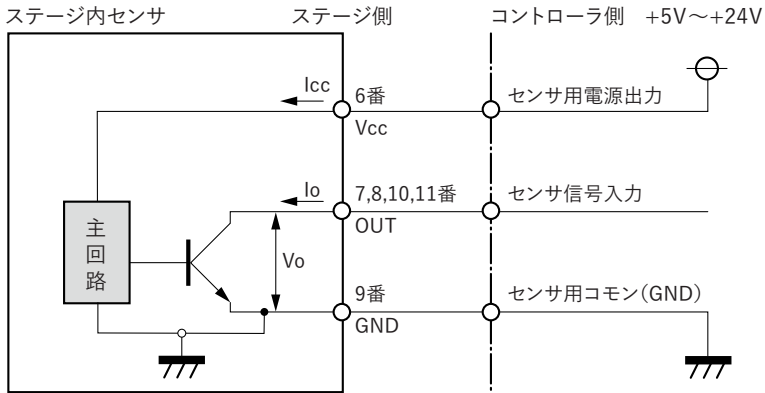 ステージ内センサ
ステージ側
コントローラ側 +5V～+24V
Icc
6番
Vcc
センサ用電源出力
Io
7,8,10,11番
OUT
センサ信号入力
主
回
路
Vo
9番
GND
センサ用コモン(GND)